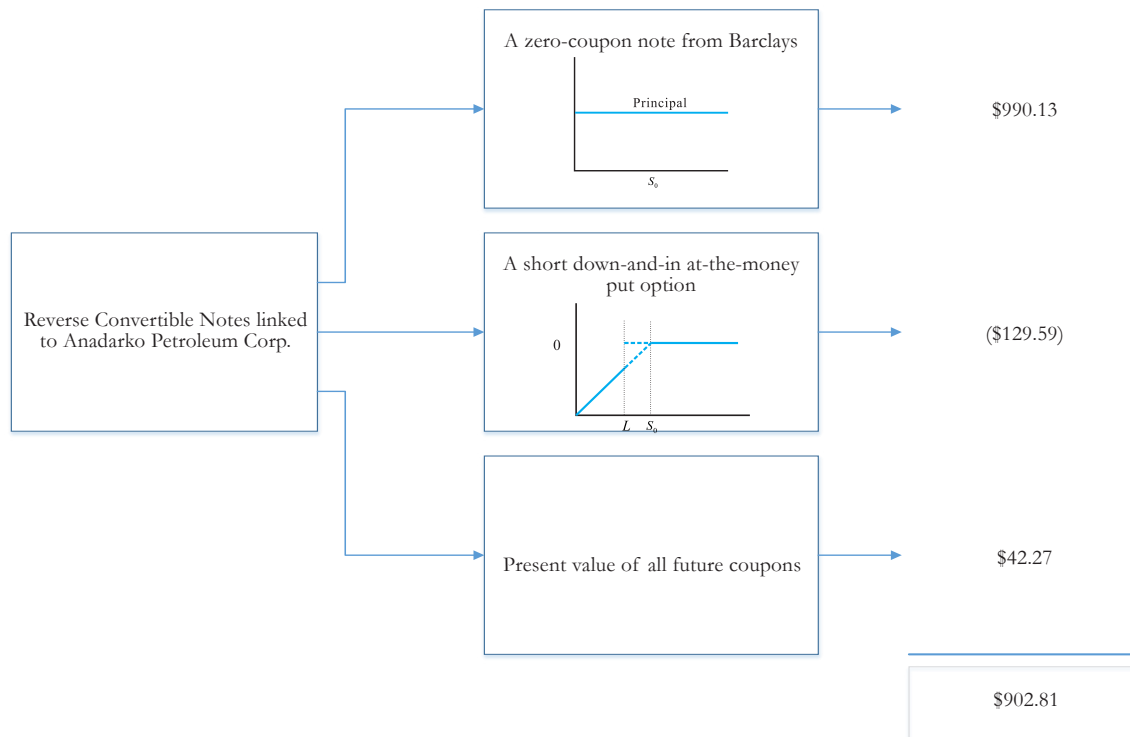 A zero-coupon note from Barclays
Principal
S0
$990.13
Reverse Convertible Notes linked
to Anadarko Petroleum Corp.
A short down-and-in at-the-money
put option
0
L S0
($129.59)
Present value of all future coupons
$42.27
$902.81